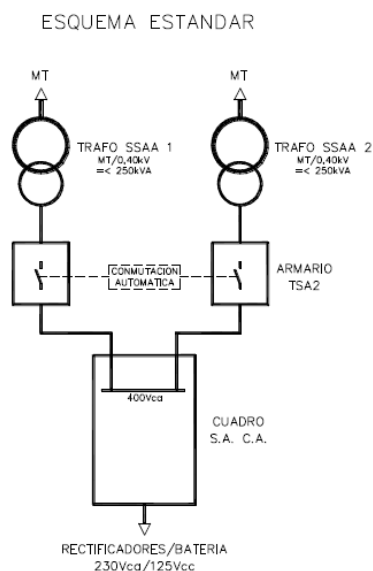 ESQUEMA ESTANDAR
MT
MT
TRAFO SSAA 1
MT/0,40kV
=< 250kVA
TRAFO SSAA 2
MT/0,40kV
=< 250kVA
CONMUTACION
AUTOMATICA
ARMARIO
TSA2
400Vca
CUADRO
S.A. C.A.
RECTIFICADORES/BATERIA
230Vca/125Vcc